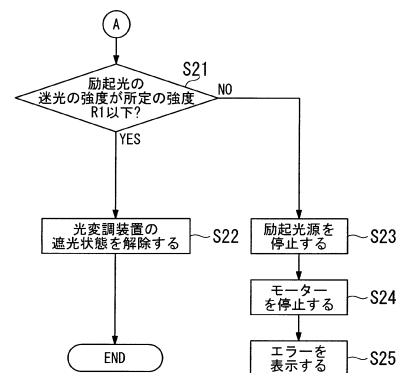 A
S21
励起光の
迷光の強度が所定の強度
R1以下?
NO
YES
光変調装置の
遮光状態を解除する
S22
励起光源を
停止する
S23
モーター
を停止する
S24
END
エラーを
表示する
S25